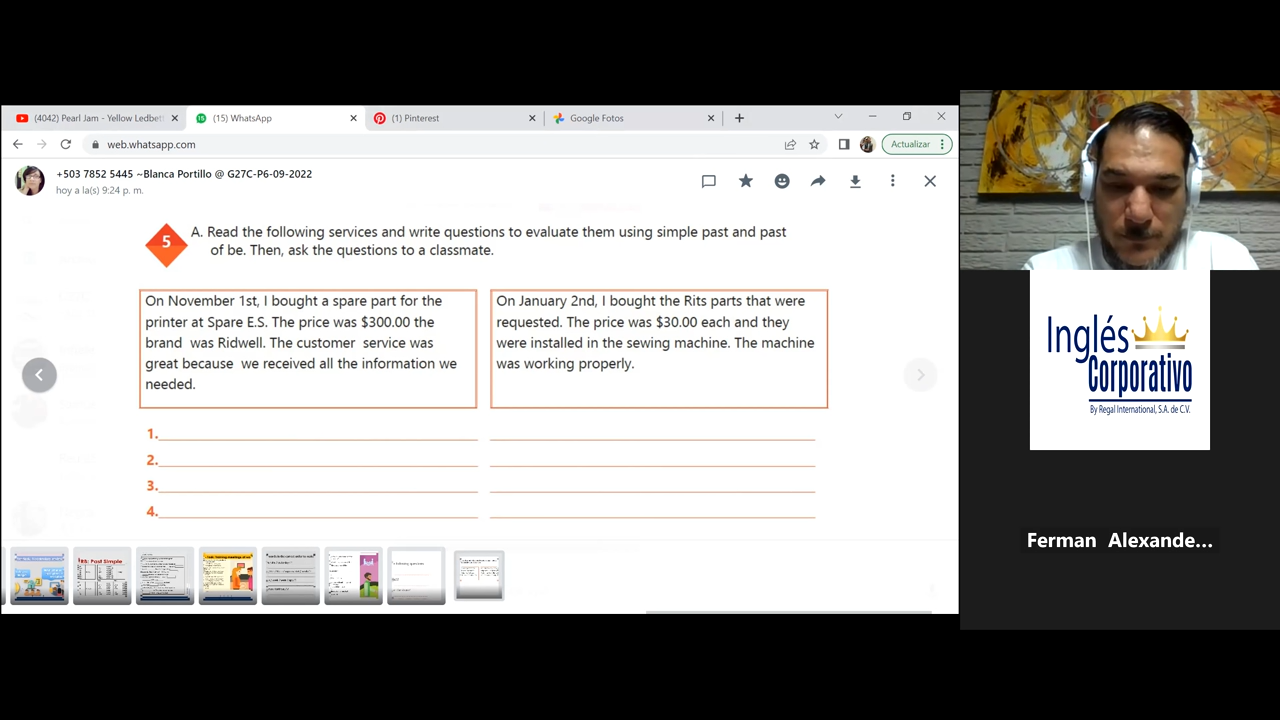 (4042) Pearl Jam - Yellow Ledbet
(15) WhatsApp
(1) Pinterest
Google Fotos
web.whatsapp.com
Actualizar
+503 7852 5445 ~Blanca Portillo @ G27C-P6-09-2022
hoy a la(s) 9:24 p. m.
5
A. Read the following services and write questions to evaluate them using simple past and past
of be. Then, ask the questions to a classmate.
On November 1st, I bought a spare part for the
printer at Spare E.S. The price was $300.00 the
brand was Ridwell. The customer service was
great because we received all the information we
needed.
On January 2nd, I bought the Rits parts that were
requested. The price was $30.00 each and they
were installed in the sewing machine. The machine
was working properly.
1.
2.
3.
4.
RB: Past Simple
Inglés
Corporativo
By Regal International, S.A. de C.V.
Ferman Alexande...